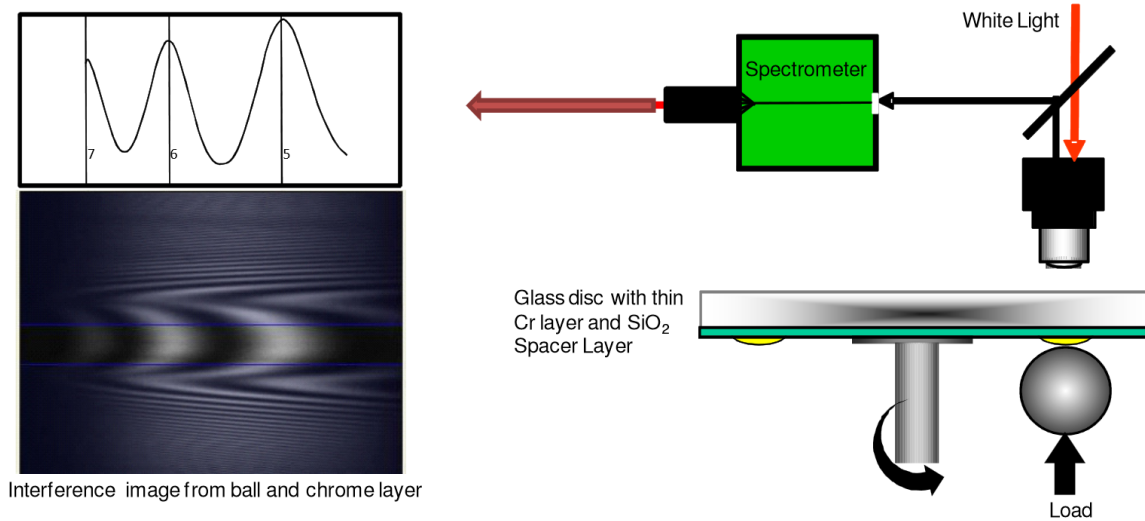 7
6
5
Interference image from ball and chrome layer
White Light
Spectrometer
Glass disc with thin
Cr layer and SiO₂
Spacer Layer
Load